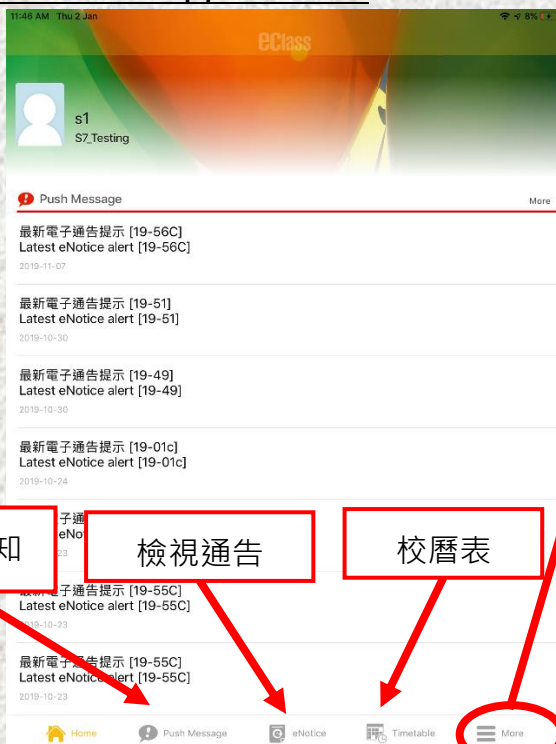 11:46 AM Thu 2 Jan
8%
eClass
s1
S7_Testing
Push Message
More
最新電子通告提示 [19-56C]
Latest eNotice alert [19-56C]
2019-11-07
最新電子通告提示 [19-51]
Latest eNotice alert [19-51]
2019-10-30
最新電子通告提示 [19-49]
Latest eNotice alert [19-49]
2019-10-30
最新電子通告提示 [19-01c]
Latest eNotice alert [19-01c]
2019-10-24
子通
eNo
23
知
檢視通告
校曆表
最新電子通告提示 [19-55C]
Latest eNotice alert [19-55C]
2019-10-23
最新電子通告提示 [19-55C]
Latest eNotice alert [19-55C]
2019-10-23
Home
Push Message
eNotice
Timetable
More